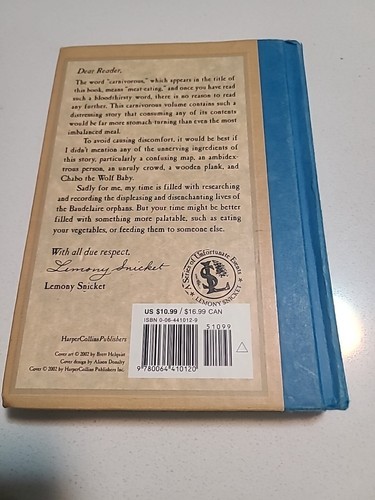 Dear Reader,
The word "carnivorous," which appears in the title of
this book, means "meat-eating," and once you have read
such a bloodthirsty word, there is no reason to read
any further. This carnivorous volume contains such a
distressing story that consuming any of its contents
would be far more stomach-turning than even the most
imbalanced meal.
To avoid causing discomfort, it would be best if
I didn't mention any of the unnerving ingredients of
this story, particularly a confusing map, an ambidex-
trous person, an unruly crowd, a wooden plank, and
Chabo the Wolf Baby.
Sadly for me, my time is filled with researching
and recording the displeasing and disenchanting lives of
the Baudelaire orphans. But your time might be better
filled with something more palatable, such as eating
your vegetables, or feeding them to someone else.
With all due respect,
Lemony Snicket
Lemony Snicket
A Series of Unfortunate Events
LS
LEMONY SNICKET
US $10.99 / $16.99 CAN
ISBN 0-06-441012-9
51099
9 780064 410120
HarperCollinsPublishers
Cover art © 2002 by Brett Helquist
Cover design by Alison Donalty
Cover © 2002 by HarperCollins Publishers Inc.